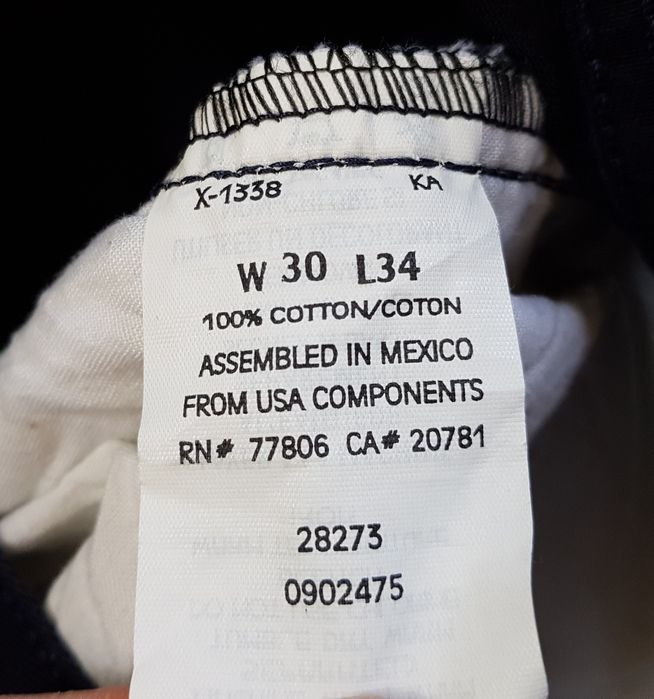 X-1338 KA
W 30 L34
100% COTTON/COTON
ASSEMBLED IN MEXICO
FROM USA COMPONENTS
RN# 77806 CA# 20781
28273
0902475